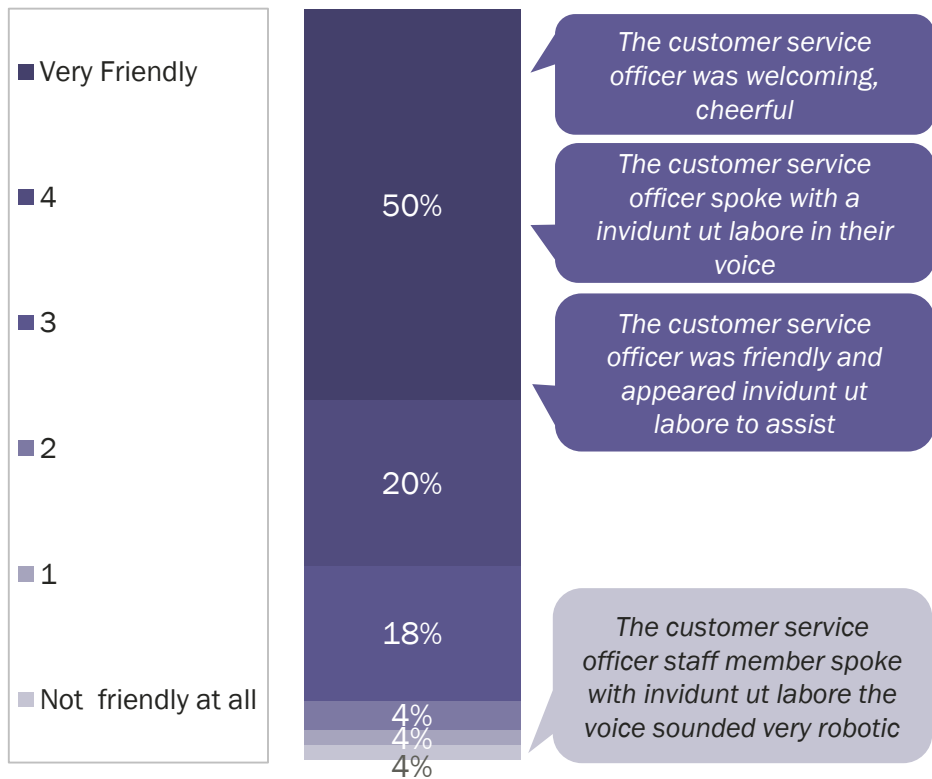 Very Friendly
4
3
2
1
Not  friendly at all
50%
20%
18%
4%
4%
4%
The customer service
officer was welcoming,
cheerful
The customer service
officer spoke with a
invidunt ut labore in their
voice
The customer service
officer was friendly and
appeared invidunt ut
labore to assist
The customer service
officer staff member spoke
with invidunt ut labore the
voice sounded very robotic